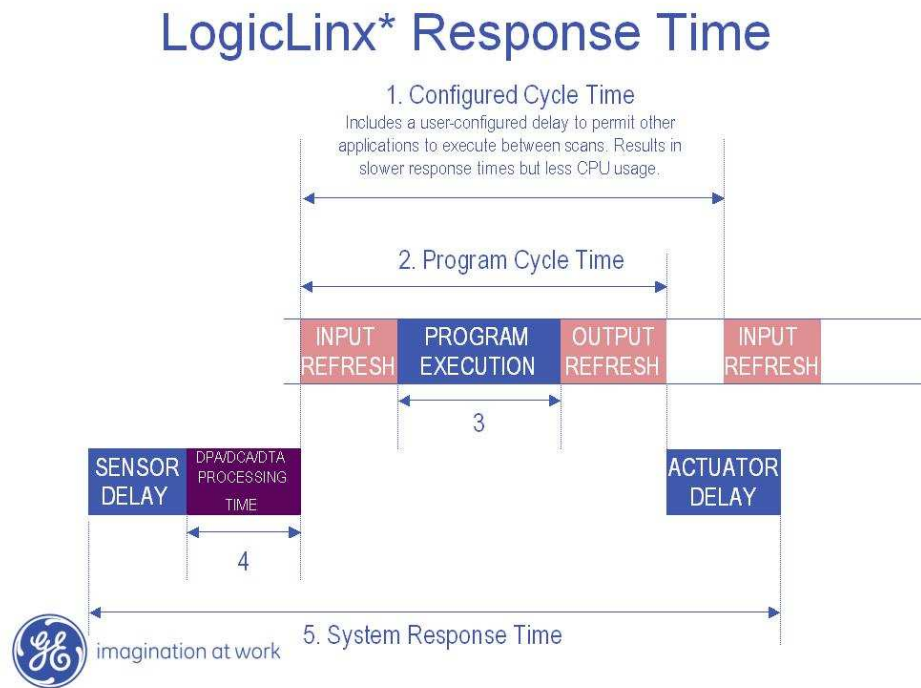 LogicLinx* Response Time
1. Configured Cycle Time
Includes a user-configured delay to permit other
applications to execute between scans. Results in
slower response times but less CPU usage.
2. Program Cycle Time
INPUT
REFRESH
PROGRAM
EXECUTION
OUTPUT
REFRESH
INPUT
REFRESH
3
SENSOR
DELAY
DPA/DCA/DTA
PROCESSING
TIME
ACTUATOR
DELAY
4
5. System Response Time
GE
imagination at work